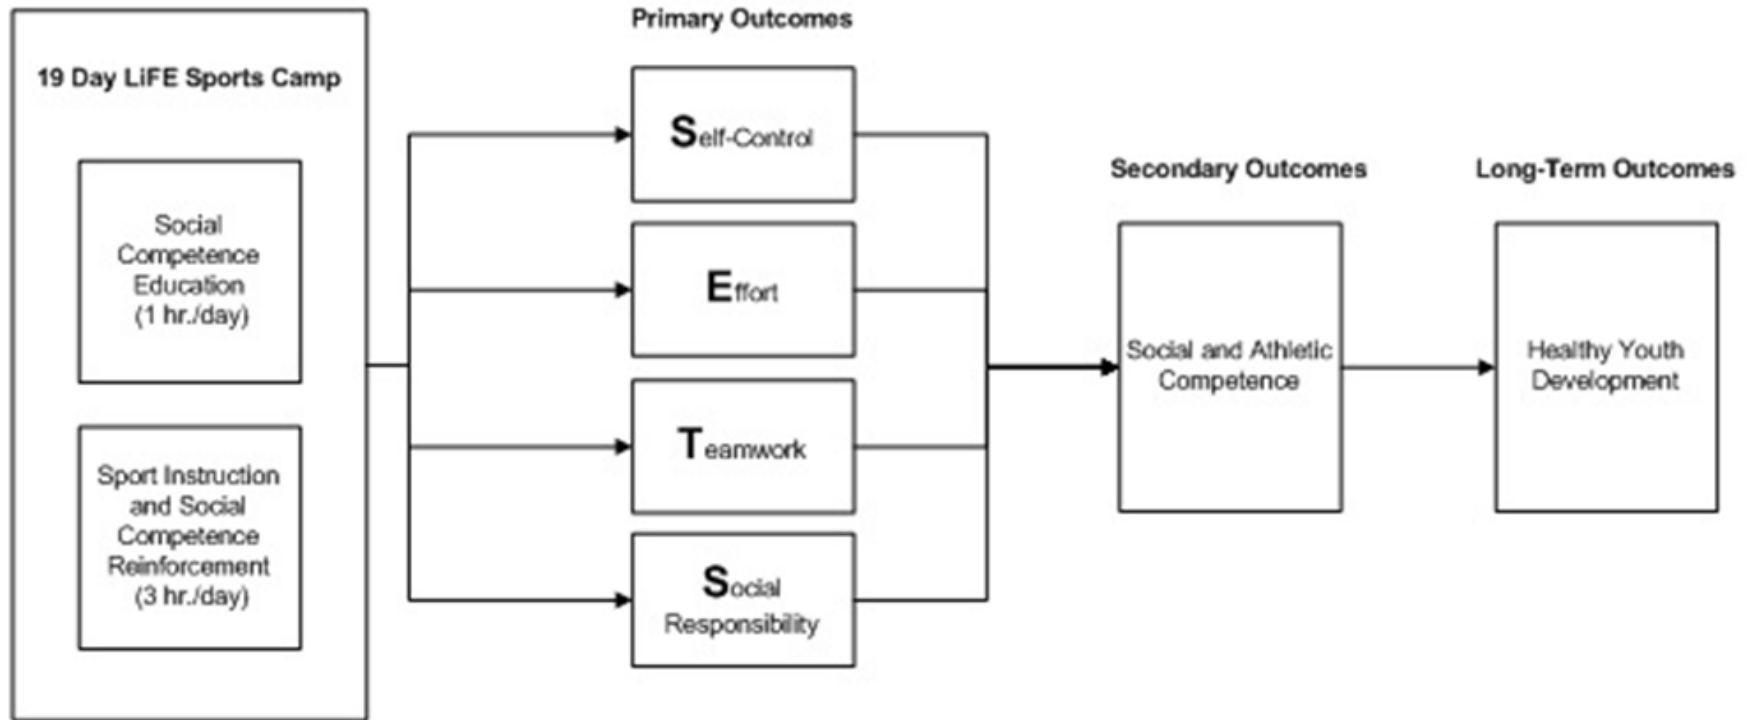 19 Day LiFE Sports Camp
Social
Competence
Education
(1 hr./day)
Sport Instruction
and Social
Competence
Reinforcement
(3 hr./day)
Primary Outcomes
Self-Control
Effort
Teamwork
Social
Responsibility
Secondary Outcomes
Social and Athletic
Competence
Long-Term Outcomes
Healthy Youth
Development